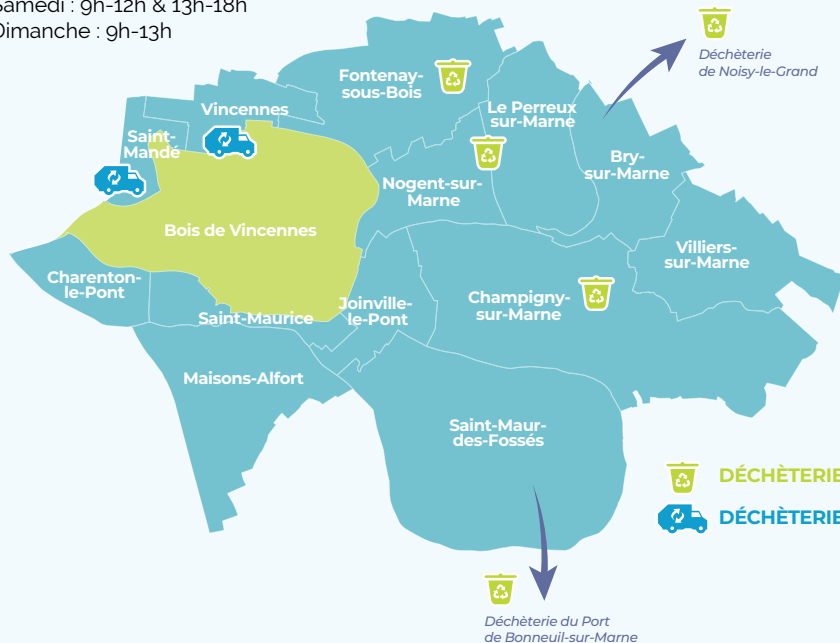 Samedi : 9h-12h & 13h-18h
Dimanche : 9h-13h
Déchèterie
de Noisy-le-Grand
Fontenay-
sous-Bois
Vincennes
Le Perreux
sur-Marne
Saint-
Mandé
Bry-
sur-Marne
Nogent-sur-
Marne
Bois de Vincennes
Villiers-
sur-Marne
Charenton-
le-Pont
Saint-Maurice
Joinville-
le-Pont
Champigny-
sur-Marne
Maisons-Alfort
Saint-Maur-
des-Fossés
DÉCHÈTERIE
DÉCHÈTERIE
Déchèterie du Port
de Bonneuil-sur-Marne